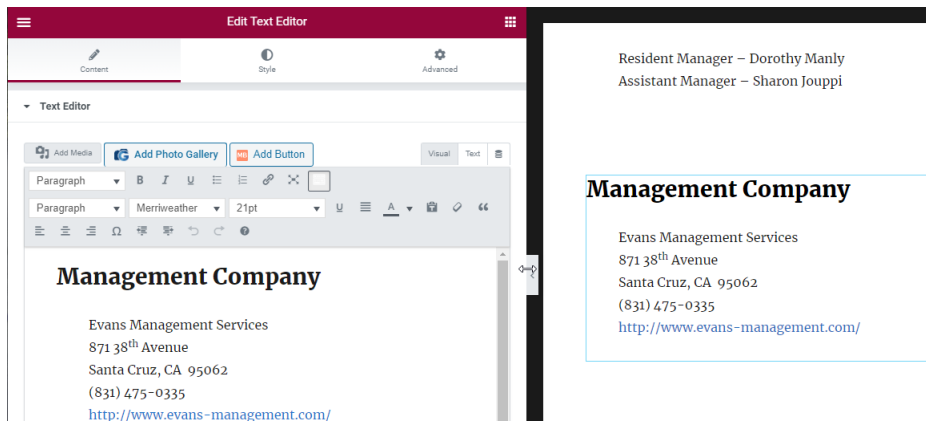 Edit Text Editor
Content
Style
Advanced
Text Editor
Add Media
Add Photo Gallery
Add Button
Visual
Text
Paragraph
B I U
Paragraph
Merriweather
21pt
U
A
Ω
Management Company
Evans Management Services
871 38th Avenue
Santa Cruz, CA 95062
(831) 475-0335
http://www.evans-management.com/
Resident Manager – Dorothy Manly
Assistant Manager – Sharon Jouppi
Management Company
Evans Management Services
871 38th Avenue
Santa Cruz, CA 95062
(831) 475-0335
http://www.evans-management.com/